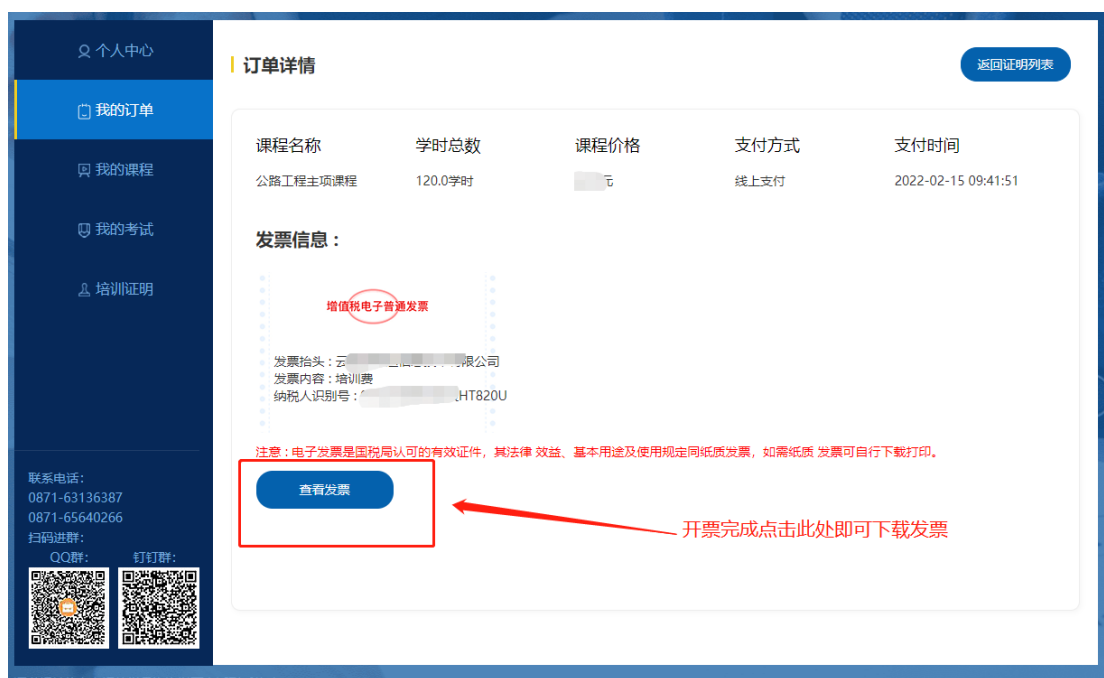 个人中心
我的订单
我的课程
我的考试
培训证明
联系电话：
0871-63136387
0871-65640266
扫码进群：
QQ群： 钉钉群：
订单详情
返回证明列表
课程名称 学时总数 课程价格 支付方式 支付时间
公路工程主项课程 120.0学时 元 线上支付 2022-02-15 09:41:51
发票信息：
增值税电子普通发票
发票抬头：云 限公司
发票内容：培训费
纳税人识别号： HT820U
注意：电子发票是国税局认可的有效证件，其法律 效益、基本用途及使用规定同纸质发票，如需纸质 发票可自行下载打印。
查看发票
开票完成点击此处即可下载发票